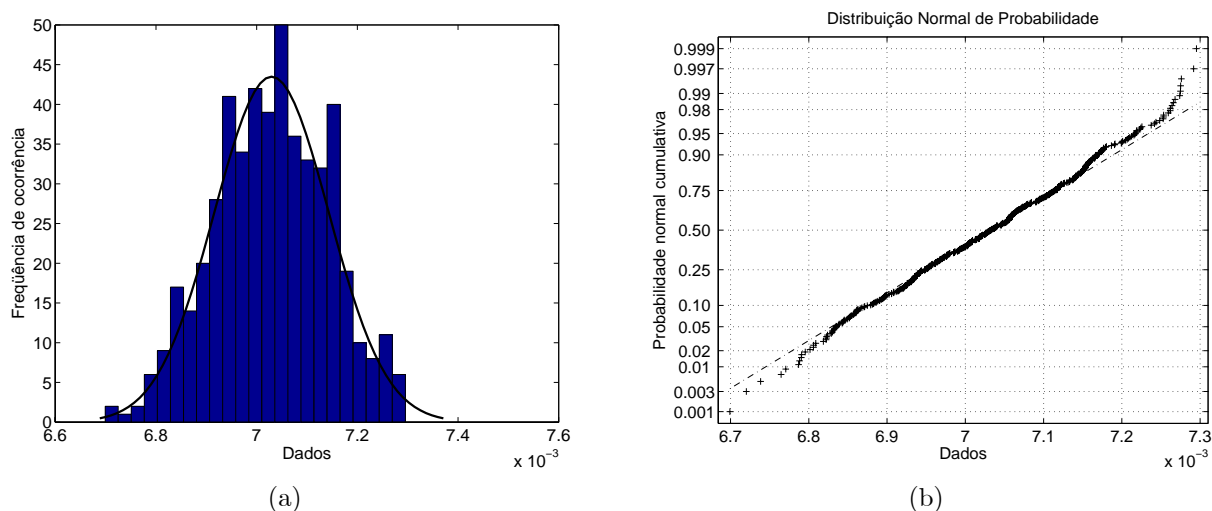 50
45
40
35
30
25
20
15
10
5
0
6.6 6.8 7 7.2 7.4 7.6
Freqüência de ocorrência
Dados
x 10⁻³
(a)
Distribuição Normal de Probabilidade
0.999
0.997
0.99
0.98
0.95
0.90
0.75
0.50
0.25
0.10
0.05
0.02
0.01
0.003
0.001
6.7 6.8 6.9 7 7.1 7.2 7.3
Probabilidade normal cumulativa
Dados
x 10⁻³
(b)